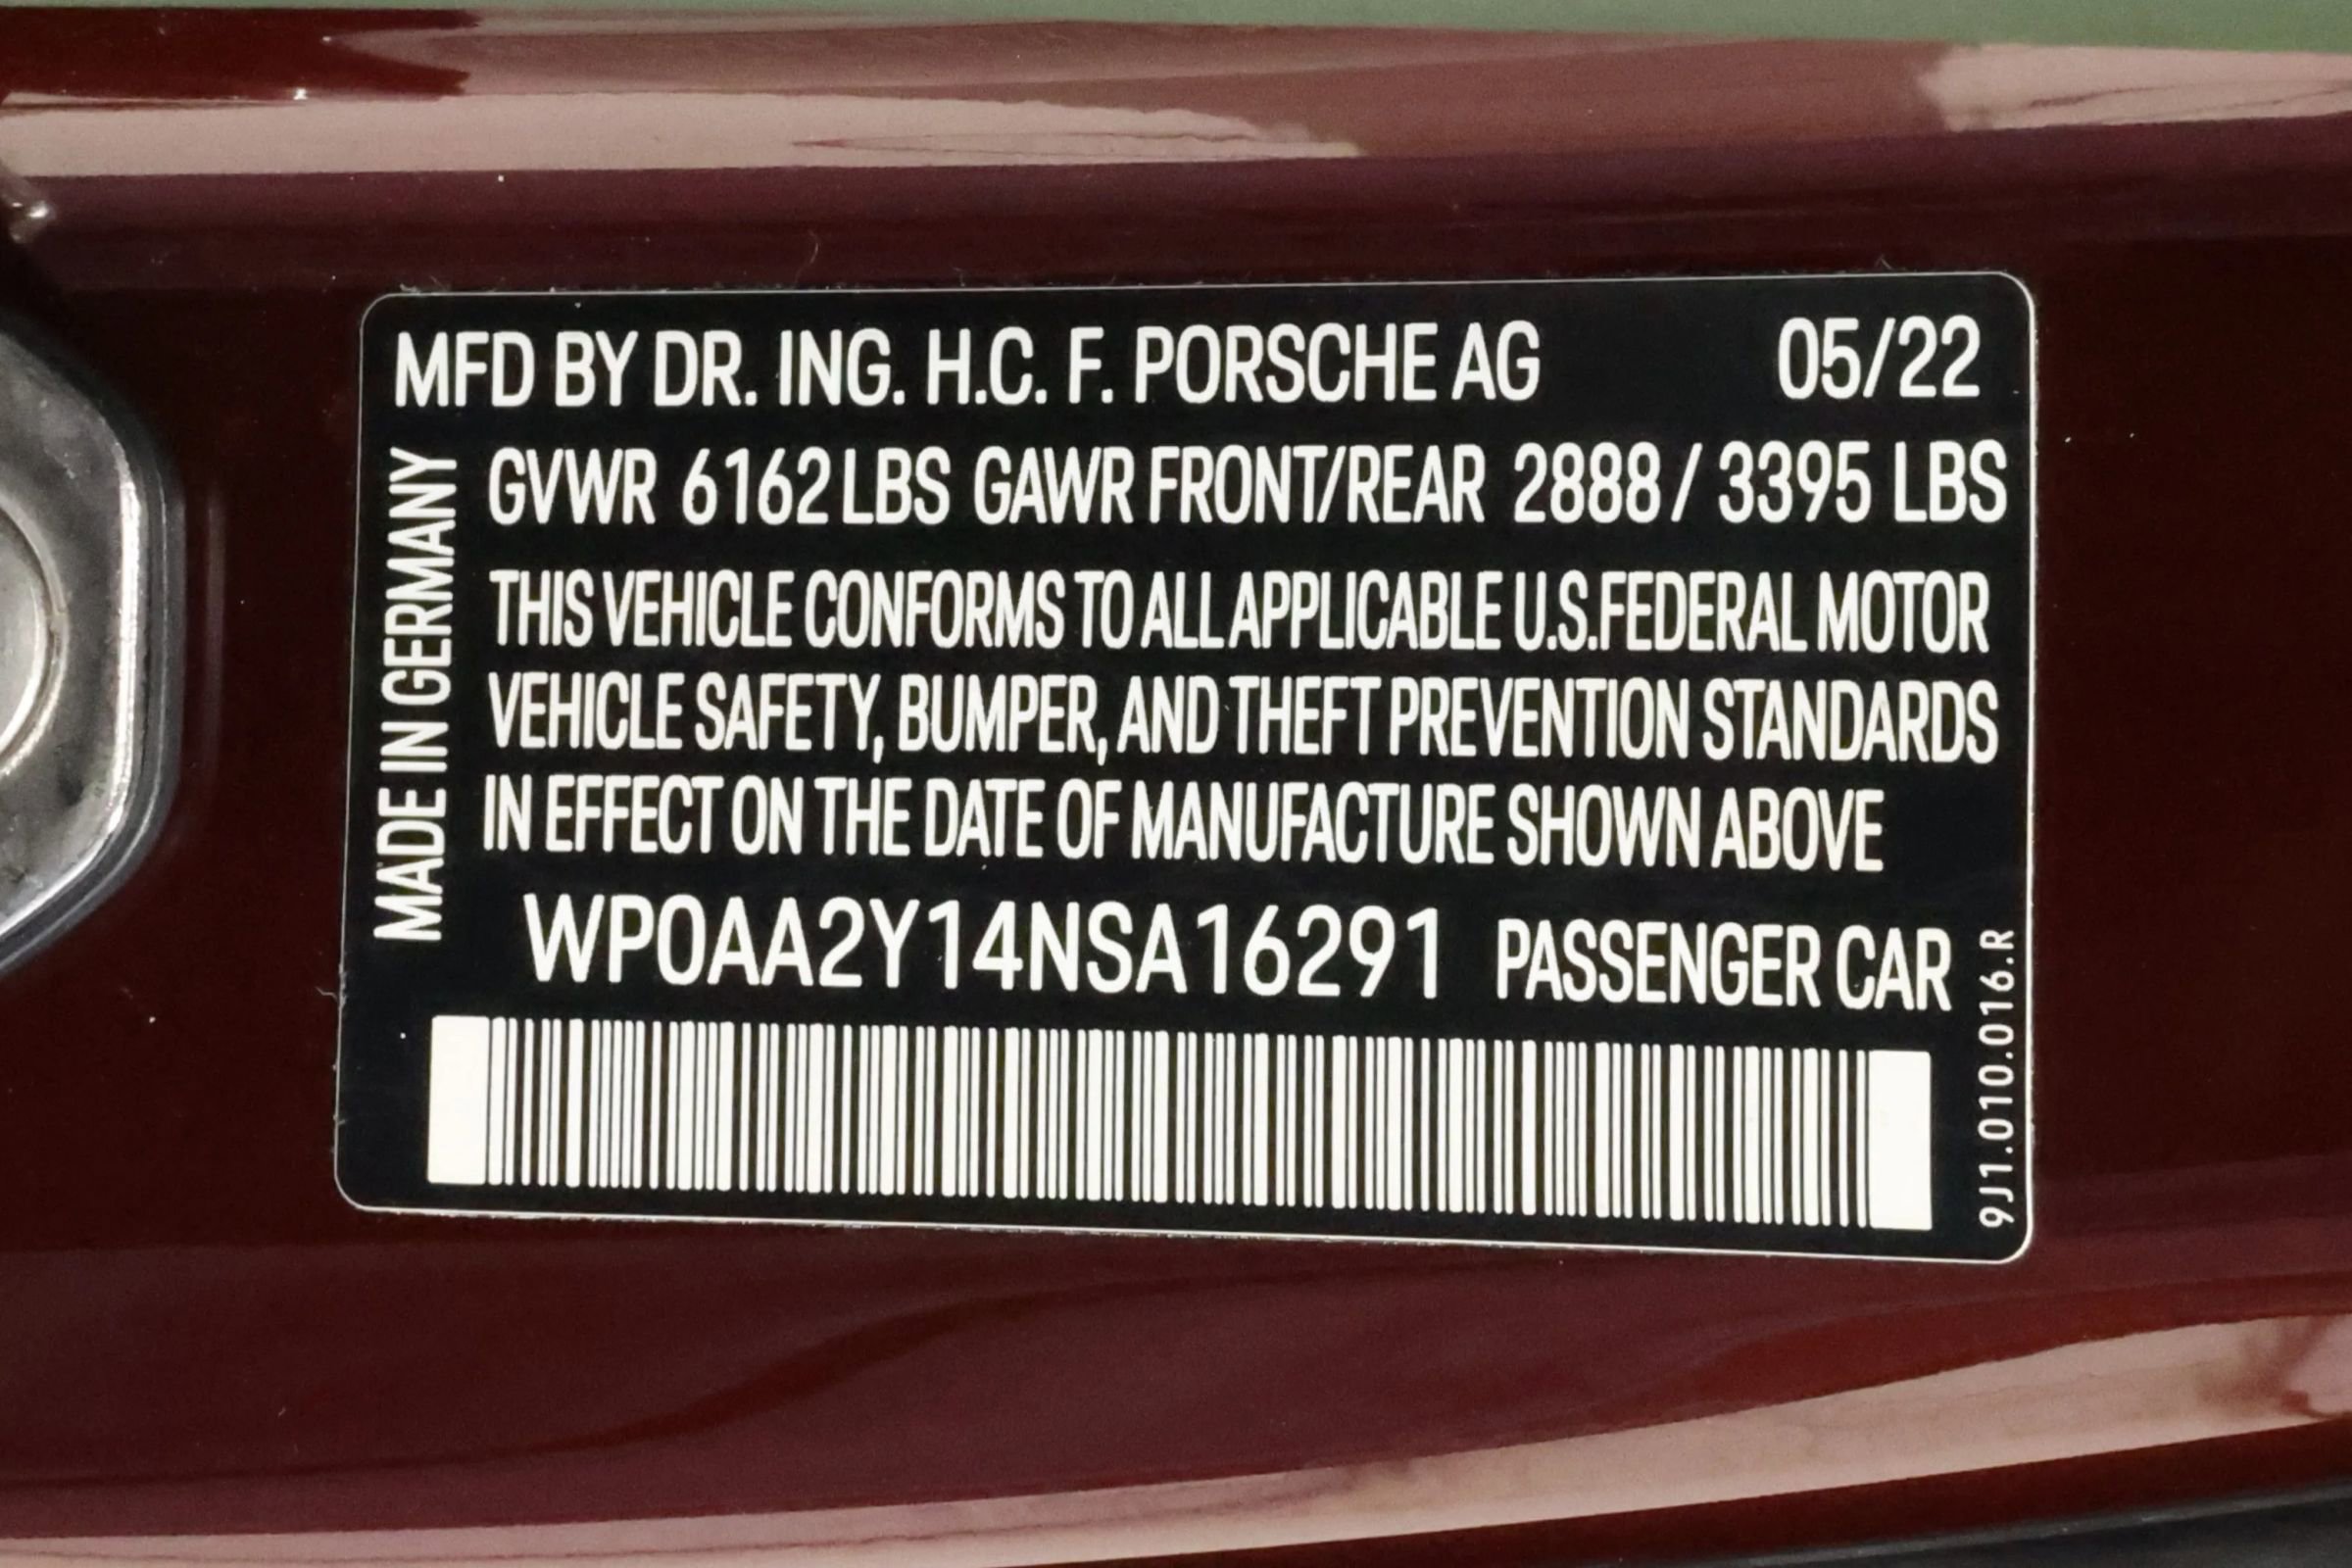 MFD BY DR. ING. H.C. F. PORSCHE AG 05/22
MADE IN GERMANY
GVWR 6162 LBS GAWR FRONT/REAR 2888 / 3395 LBS
THIS VEHICLE CONFORMS TO ALL APPLICABLE U.S.FEDERAL MOTOR
VEHICLE SAFETY, BUMPER, AND THEFT PREVENTION STANDARDS
IN EFFECT ON THE DATE OF MANUFACTURE SHOWN ABOVE
WP0AA2Y14NSA16291 PASSENGER CAR
9J1.010.016.R